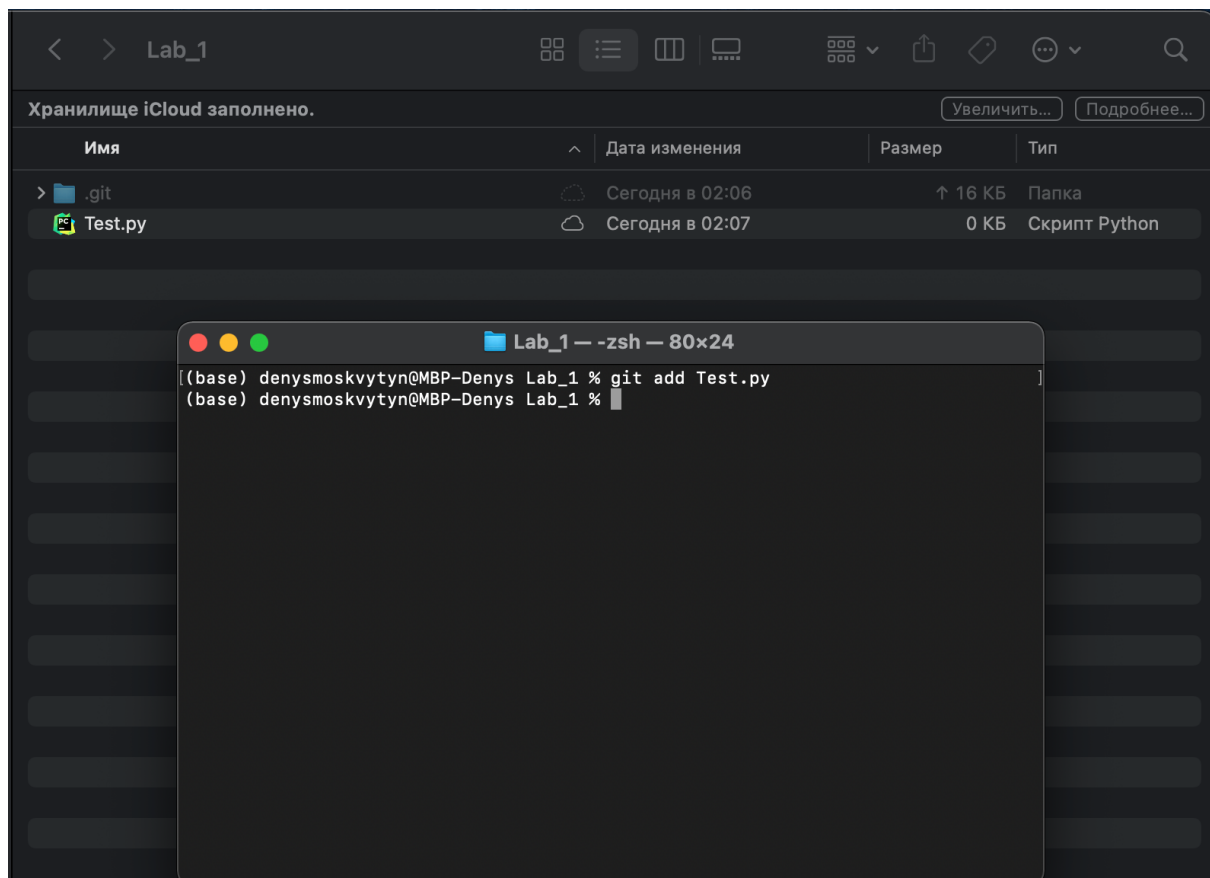 Lab_1
Хранилище iCloud заполнено. Увеличить... Подробнее...
Имя Дата изменения Размер Тип
.git Сегодня в 02:06 ↑ 16 КБ Папка
Test.py Сегодня в 02:07 0 КБ Скрипт Python
Lab_1 — -zsh — 80×24
[(base) denysmoskvytyn@MBP-Denys Lab_1 % git add Test.py ]
(base) denysmoskvytyn@MBP-Denys Lab_1 %